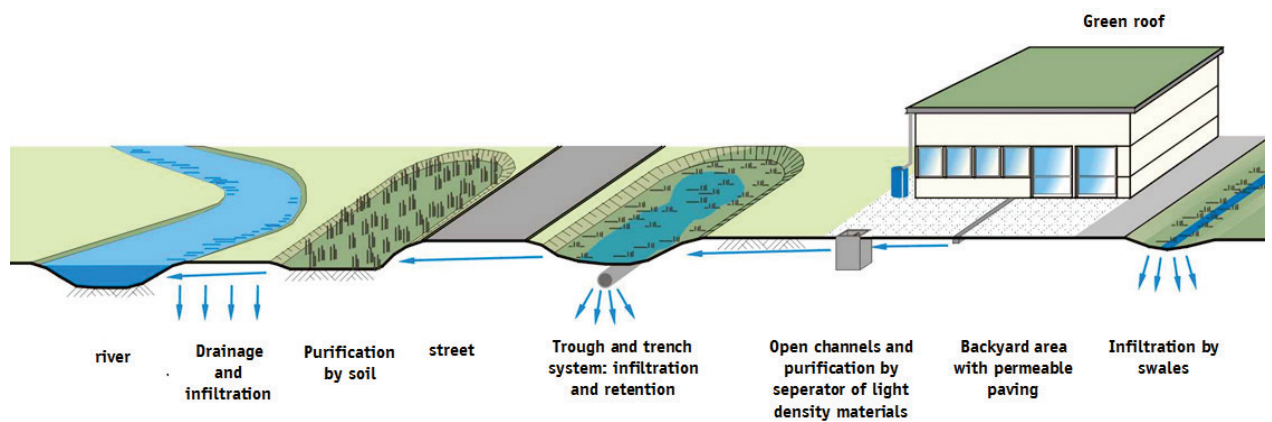 Green roof
river
Drainage
and
infiltration
Purification
by soil
street
Trough and trench
system: infiltration
and retention
Open channels and
purification by
seperator of light
density materials
Backyard area
with permeable
paving
Infiltration by
swales